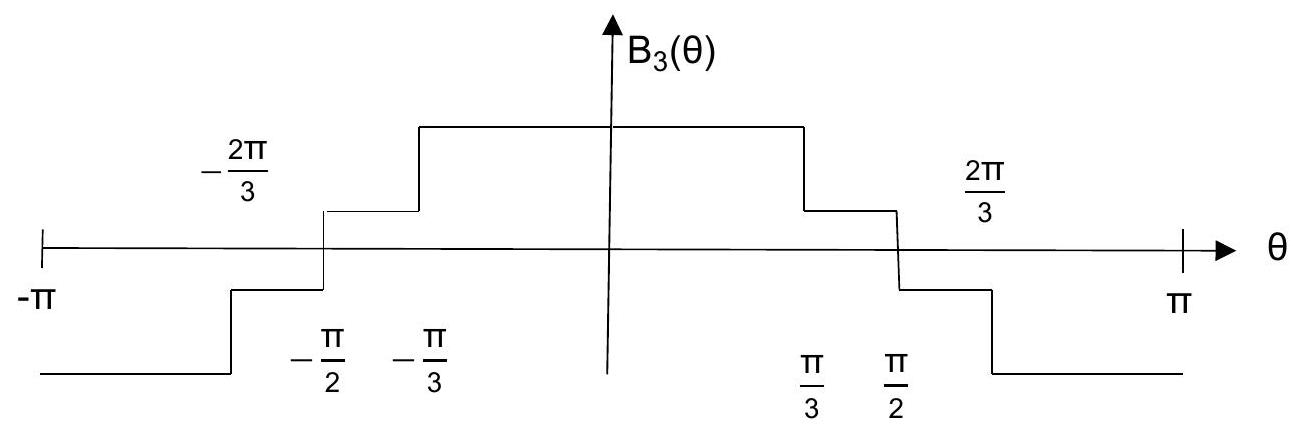 B₃(θ)
− 2π/3
2π/3
θ
-π
π
− π/2
− π/3
π/3
π/2